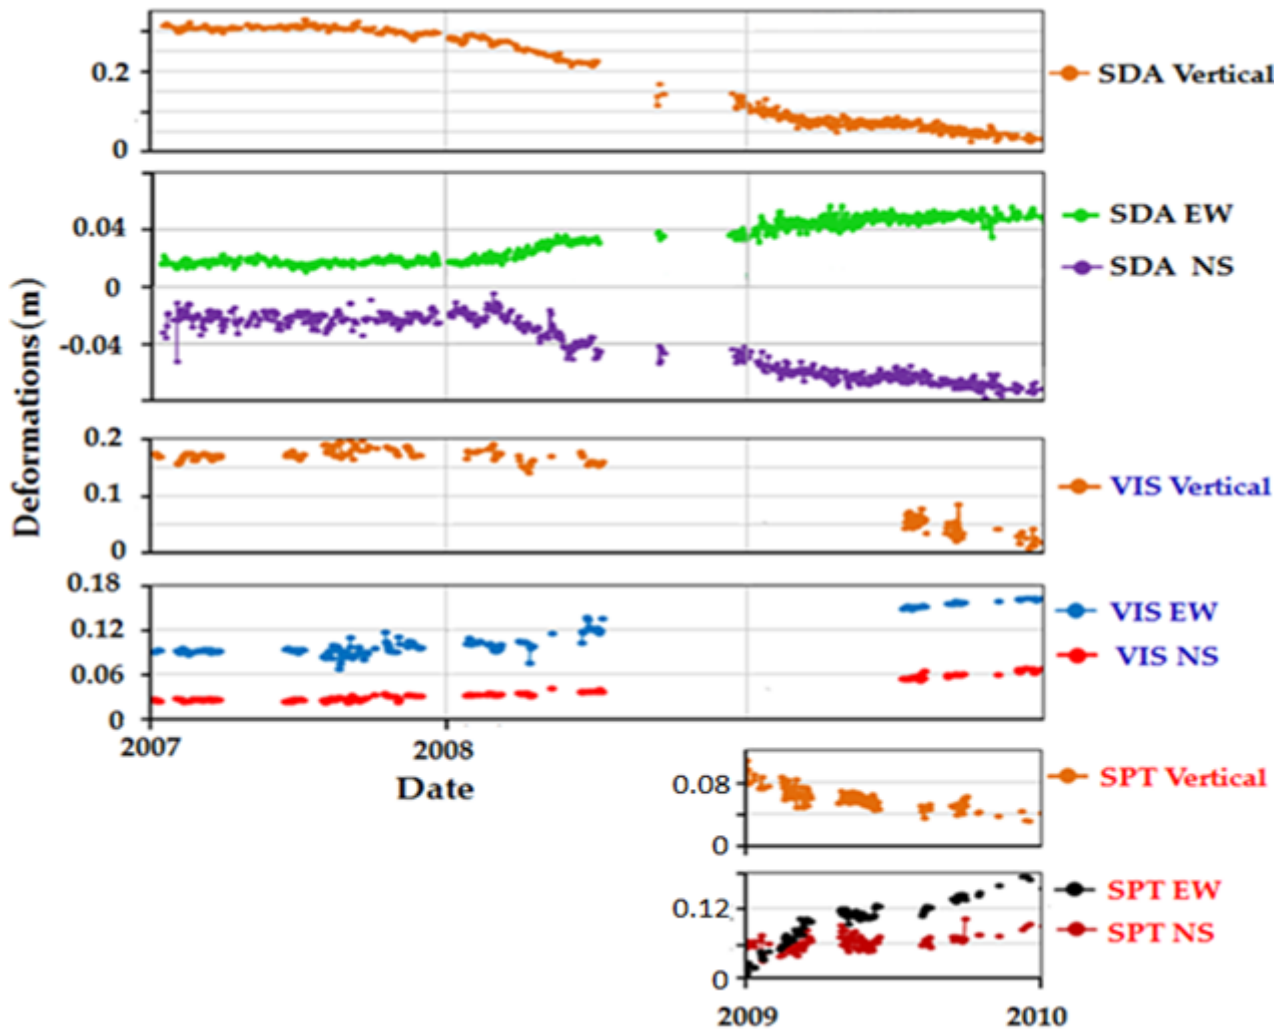 0.2
0
SDA Vertical
0.04
0
-0.04
SDA EW
SDA NS
Deformations (m)
0.2
0.1
0
VIS Vertical
0.18
0.12
0.06
0
VIS EW
VIS NS
2007
2008
Date
0.08
0
SPT Vertical
0.12
0
SPT EW
SPT NS
2009
2010